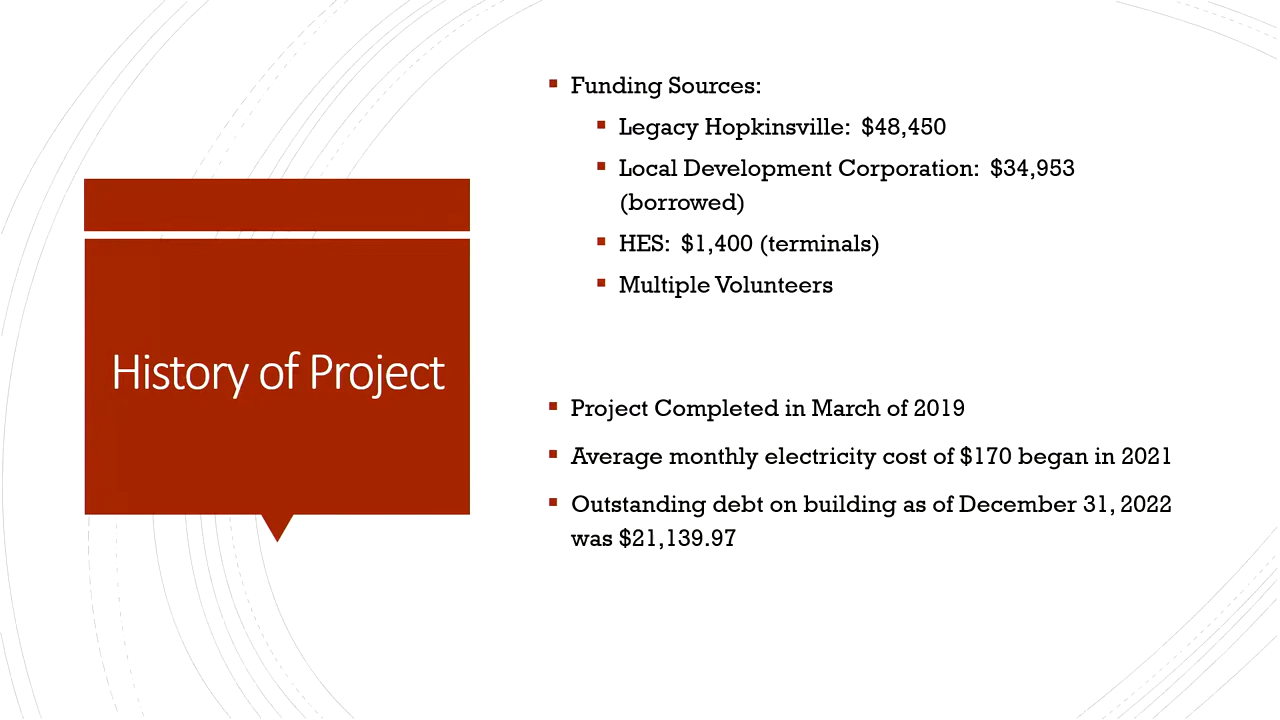 History of Project
Funding Sources:
Legacy Hopkinsville: $48,450
Local Development Corporation: $34,953
(borrowed)
HES: $1,400 (terminals)
Multiple Volunteers
Project Completed in March of 2019
Average monthly electricity cost of $170 began in 2021
Outstanding debt on building as of December 31, 2022
was $21,139.97